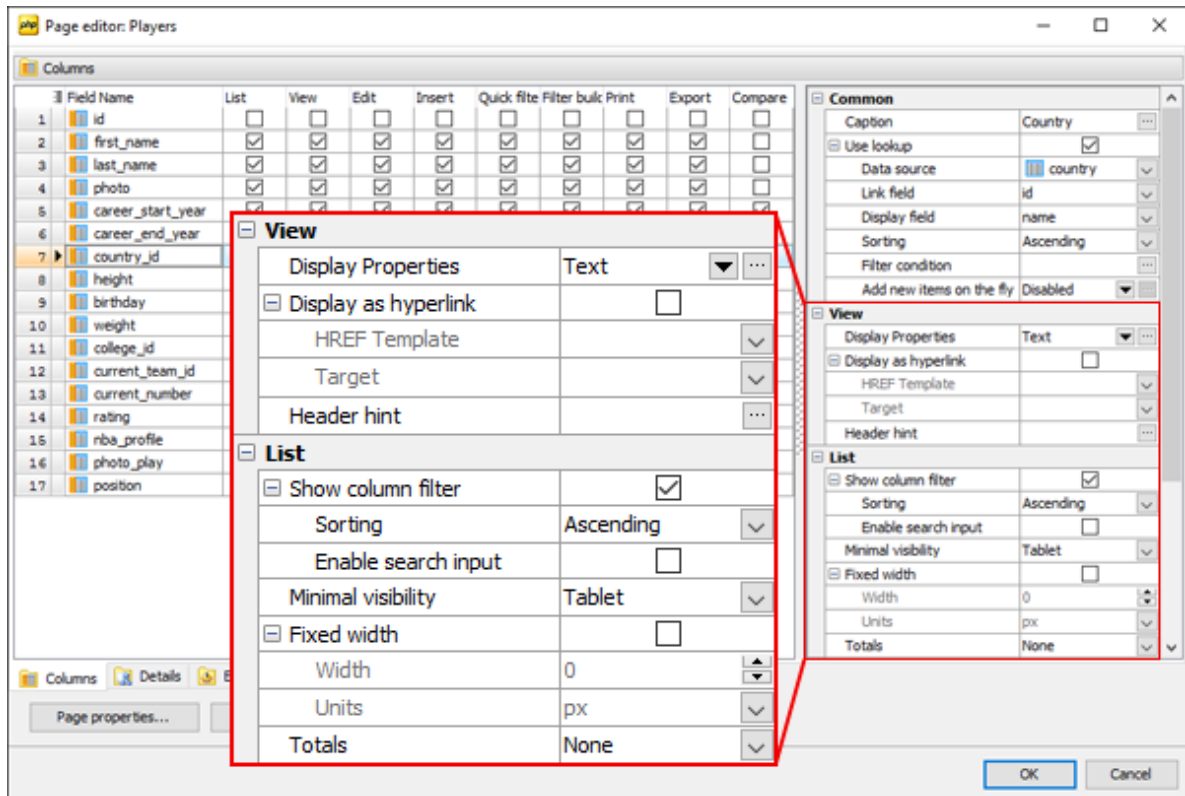 php Page editor: Players
Columns
Field Name List View Edit Insert Quick filte Filter builc Print Export Compare
1 id
2 first_name
3 last_name
4 photo
5 career_start_year
6 career_end_year
7 country_id
8 height
9 birthday
10 weight
11 college_id
12 current_team_id
13 current_number
14 rating
15 nba_profile
16 photo_play
17 position
View
Display Properties Text
Display as hyperlink
HREF Template
Target
Header hint
List
Show column filter
Sorting Ascending
Enable search input
Minimal visibility Tablet
Fixed width
Width 0
Units px
Totals None
Common
Caption Country
Use lookup
Data source country
Link field id
Display field name
Sorting Ascending
Filter condition
Add new items on the fly Disabled
View
Display Properties Text
Display as hyperlink
HREF Template
Target
Header hint
List
Show column filter
Sorting Ascending
Enable search input
Minimal visibility Tablet
Fixed width
Width 0
Units px
Totals None
Columns Details
Page properties...
OK Cancel